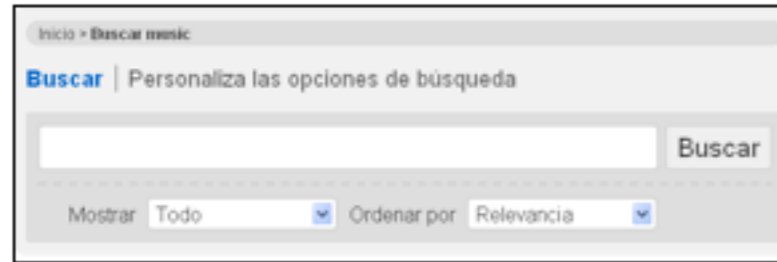 Inicio > Buscar music
Buscar | Personaliza las opciones de búsqueda
Buscar
Mostrar Todo Ordenar por Relevancia